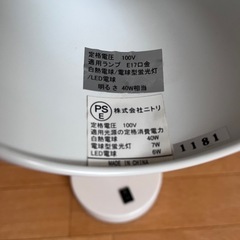 定格電圧 100V
適用ランプ E17口金
白熱電球/電球型蛍光灯
/LED電球
明るさ 40W相当
PS
E
株式会社ニトリ
定格電圧 100V
適用光源の定格消費電力
白熱電球 40W
電球型蛍光灯 7W
LED電球 6W
MADE IN CHINA
1181